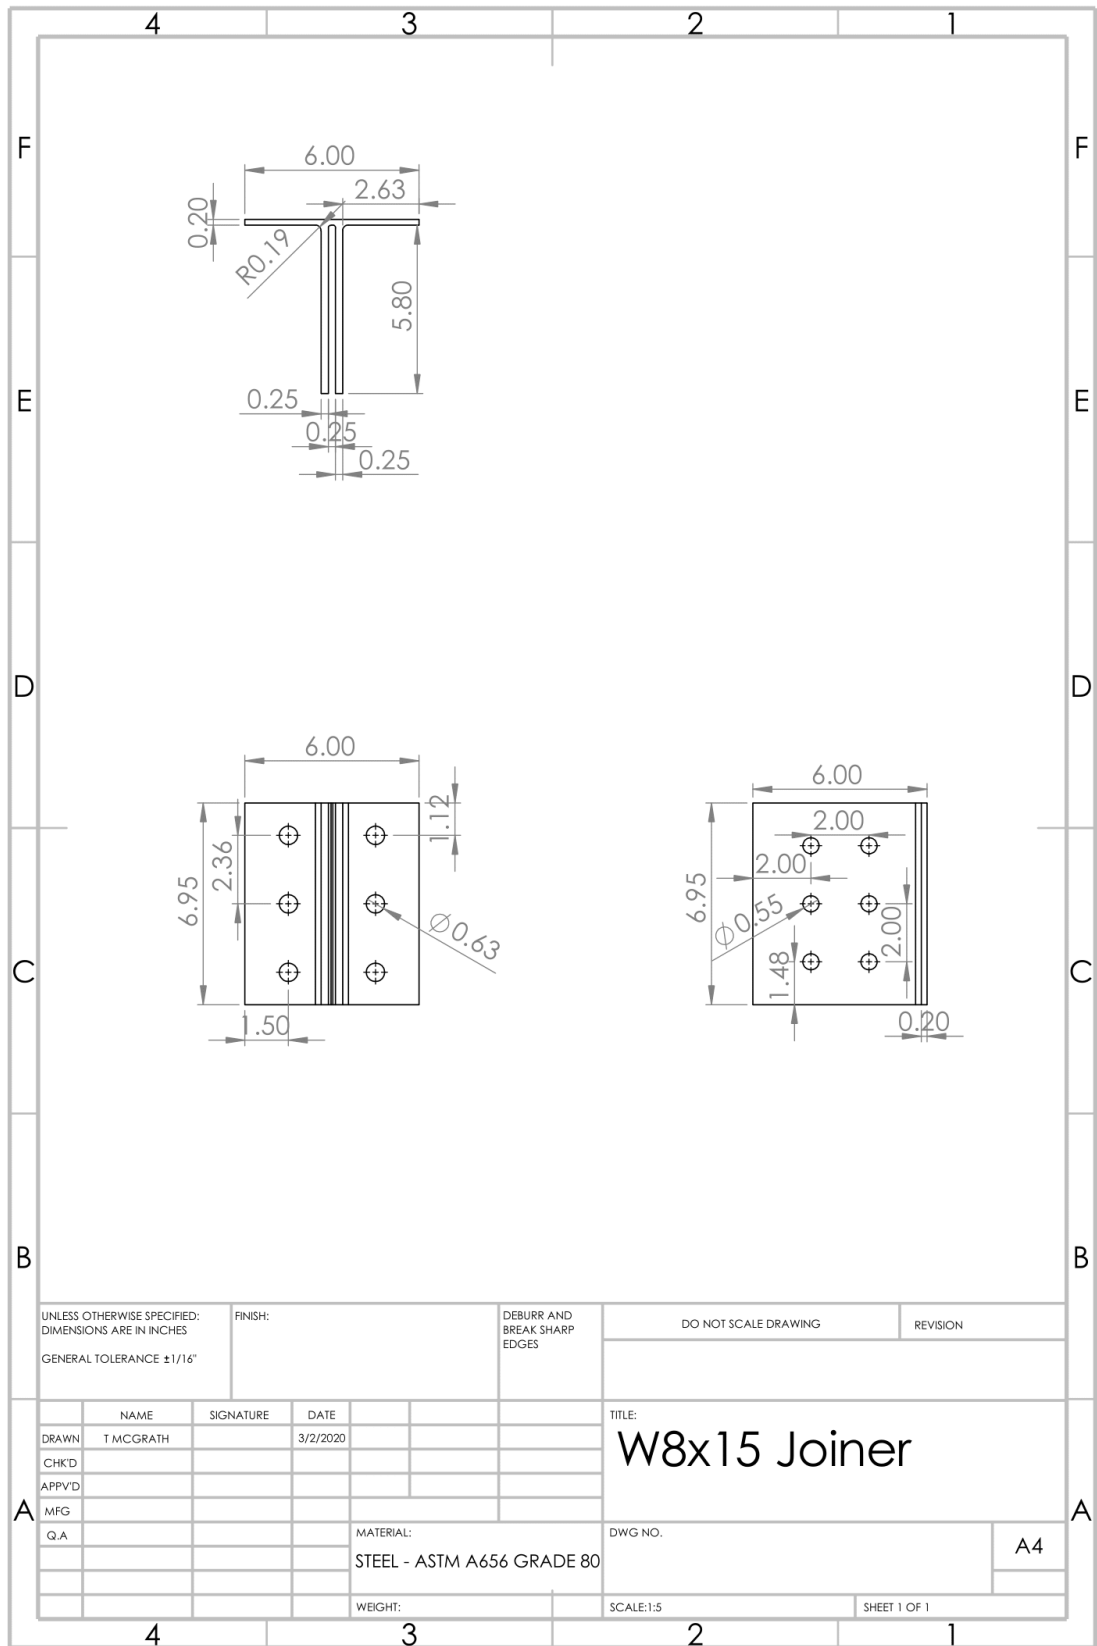 4 3 2 1
F F
6.00
2.63
0.20
R0.19
5.80
E E
0.25
0.25
0.25
D D
6.00
6.00
1.12
2.00
2.36
2.00
6.95
6.95
Ø0.63
Ø0.55
2.00
1.48
C C
1.50
0.20
B B
UNLESS OTHERWISE SPECIFIED:
DIMENSIONS ARE IN INCHES
GENERAL TOLERANCE ±1/16"
FINISH:
DEBURR AND
BREAK SHARP
EDGES
DO NOT SCALE DRAWING
REVISION
NAME SIGNATURE DATE
DRAWN T MCGRATH 3/2/2020
CHK'D
APPV'D
MFG
Q.A
TITLE:
W8x15 Joiner
A A
MATERIAL:
STEEL - ASTM A656 GRADE 80
DWG NO.
A4
WEIGHT:
SCALE:1:5
SHEET 1 OF 1
4 3 2 1